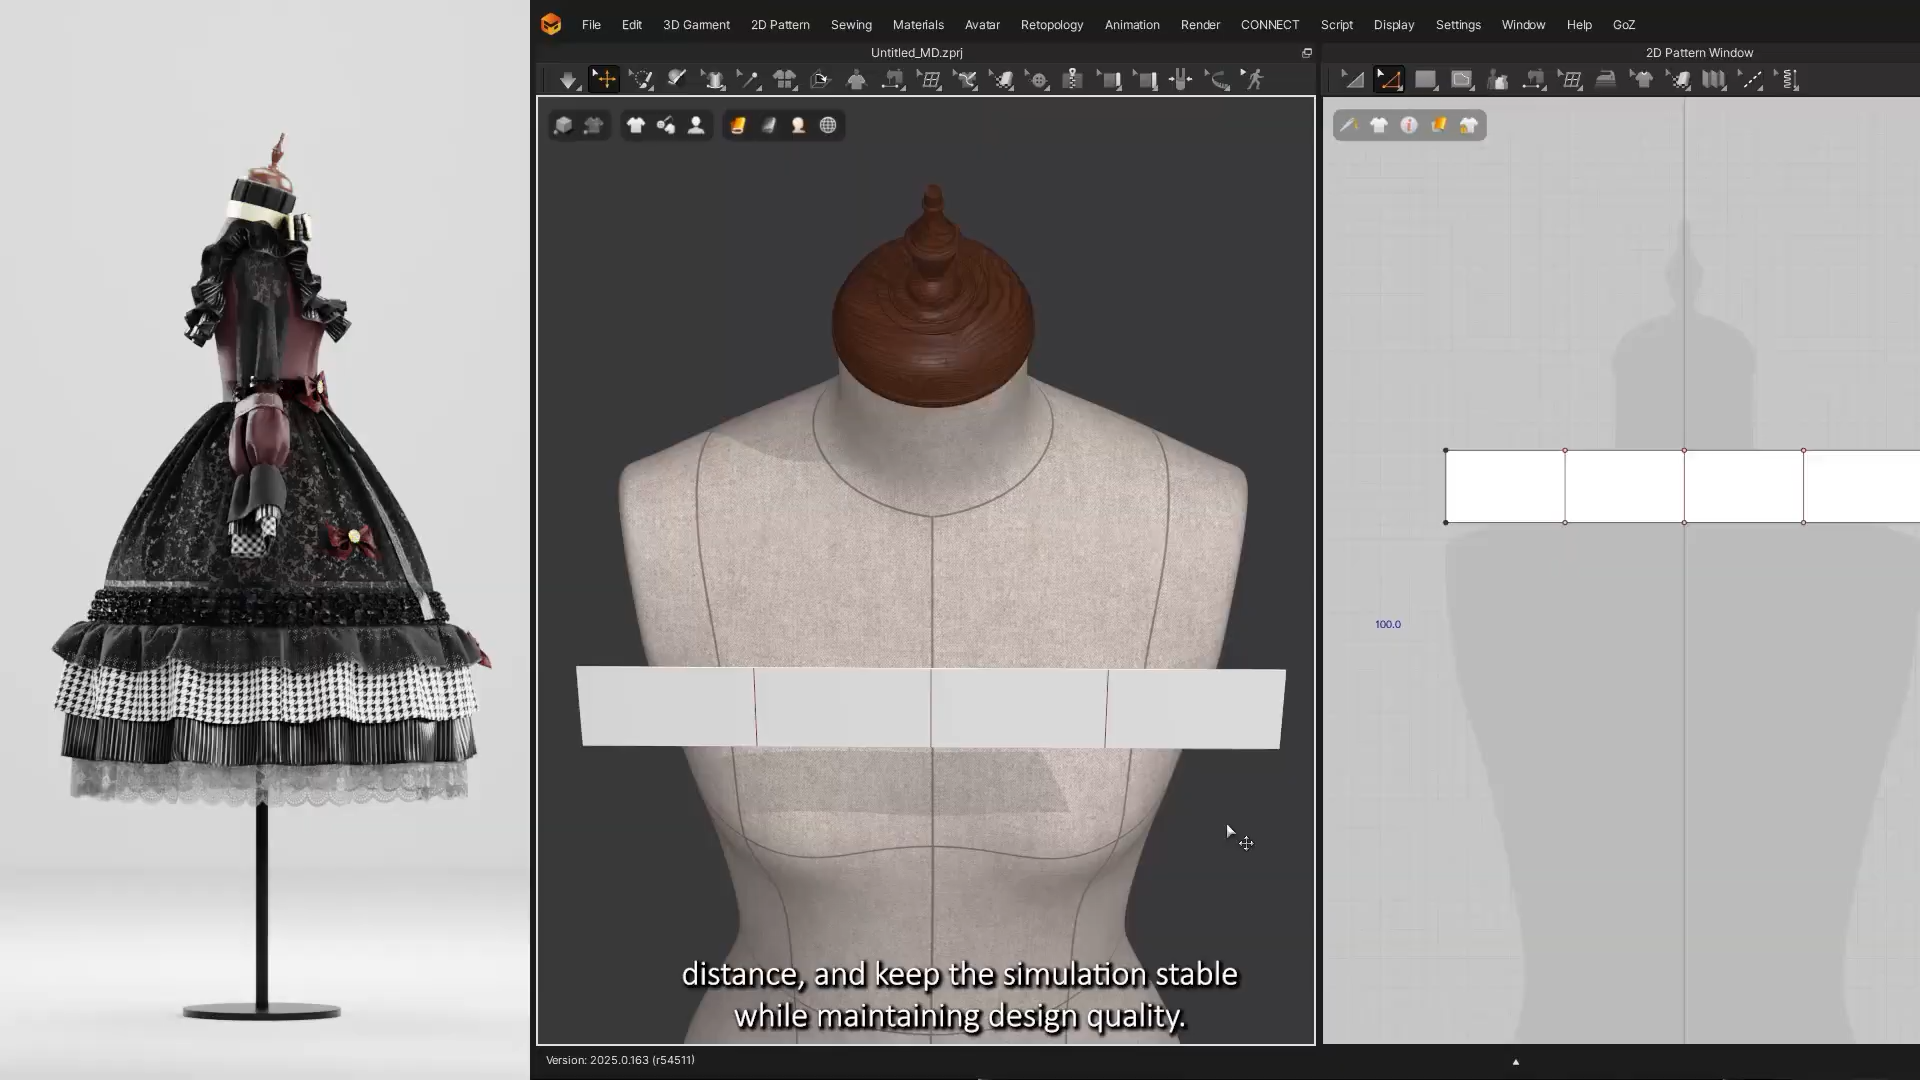 File Edit 3D Garment 2D Pattern Sewing Materials Avatar Retopology Animation Render CONNECT Script Display Settings Window Help GoZ
Untitled_MD.zprj
2D Pattern Window
100.0
distance, and keep the simulation stable
while maintaining design quality.
Version: 2025.0.163 (r54511)